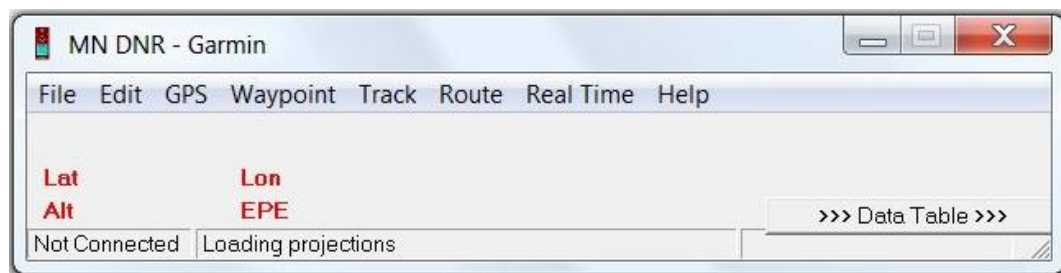 MN DNR - Garmin
File Edit GPS Waypoint Track Route Real Time Help
Lat Lon
Alt EPE >>> Data Table >>>
Not Connected Loading projections